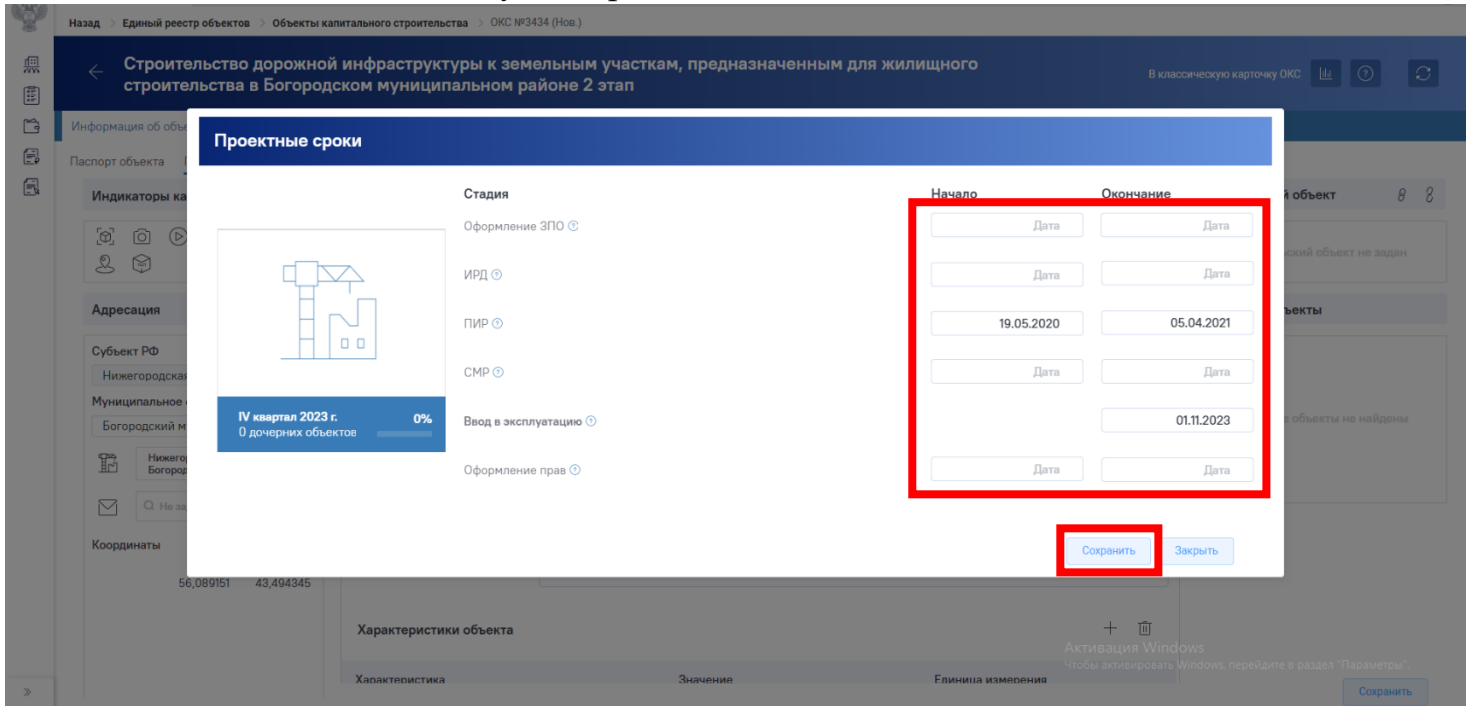 Назад > Единый реестр объектов > Объекты капитального строительства > ОКС №3434 (Нов.)
Строительство дорожной инфраструктуры к земельным участкам, предназначенным для жилищного
строительства в Богородском муниципальном районе 2 этап
В классическую карточку ОКС
Информация об объе
Проектные сроки
Паспорт объекта
Индикаторы ка
Стадия Начало Окончание
й объект
Оформление ЗПО Дата Дата
ский объект не задан
ИРД Дата Дата
Адресация
ъекты
ПИР 19.05.2020 05.04.2021
Субъект РФ
Нижегородская
СМР Дата Дата
Муниципальное
IV квартал 2023 г. 0%
0 дочерних объектов
Ввод в эксплуатацию 01.11.2023
е объекты не найдены
Богородский м
Нижегор
Богород
Оформление прав Дата Дата
Не за
Координаты
Сохранить Закрыть
56,089151 43,494345
Характеристики объекта
Активация Windows
Чтобы активировать Windows, перейдите в раздел "Параметры".
Характеристика Значение Единица измерения
Сохранить